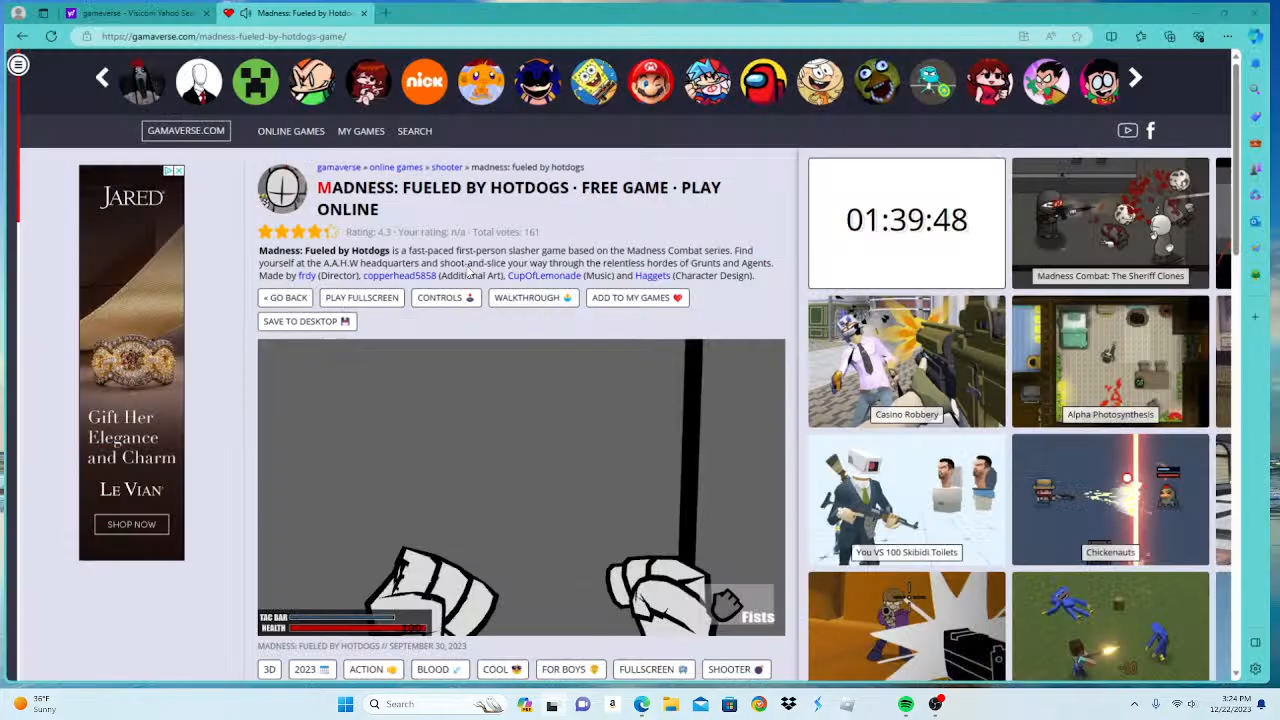 gameverse - Visicom Yahoo Sea
Madness: Fueled By Hotdo
https://gamaverse.com/madness-fueled-by-hotdogs-game/
nick
GAMAVERSE.COM
ONLINE GAMES
MY GAMES
SEARCH
gamaverse » online games » shooter » madness: fueled by hotdogs
MADNESS: FUELED BY HOTDOGS · FREE GAME · PLAY
ONLINE
Rating: 4.3 · Your rating: n/a · Total votes: 161
Madness: Fueled by Hotdogs is a fast-paced first-person slasher game based on the Madness Combat series. Find
yourself at the A.A.H.W headquarters and shoot-and-slice your way through the relentless hordes of Grunts and Agents.
Made by frdy (Director), copperhead5858 (Additional Art), CupOfLemonade (Music) and Haggets (Character Design).
« GO BACK
PLAY FULLSCREEN
CONTROLS
WALKTHROUGH
ADD TO MY GAMES
SAVE TO DESKTOP
TAC BAR
HEALTH
Fists
MADNESS: FUELED BY HOTDOGS // SEPTEMBER 30, 2023
3D
2023
ACTION
BLOOD
COOL
FOR BOYS
FULLSCREEN
SHOOTER
JARED
Gift Her
Elegance
and Charm
LE VIAN
SHOP NOW
01:39:48
Madness Combat: The Sheriff Clones
Casino Robbery
Alpha Photosynthesis
You VS 100 Skibidi Toilets
Chickenauts
36°F
Sunny
Search
3:24 PM